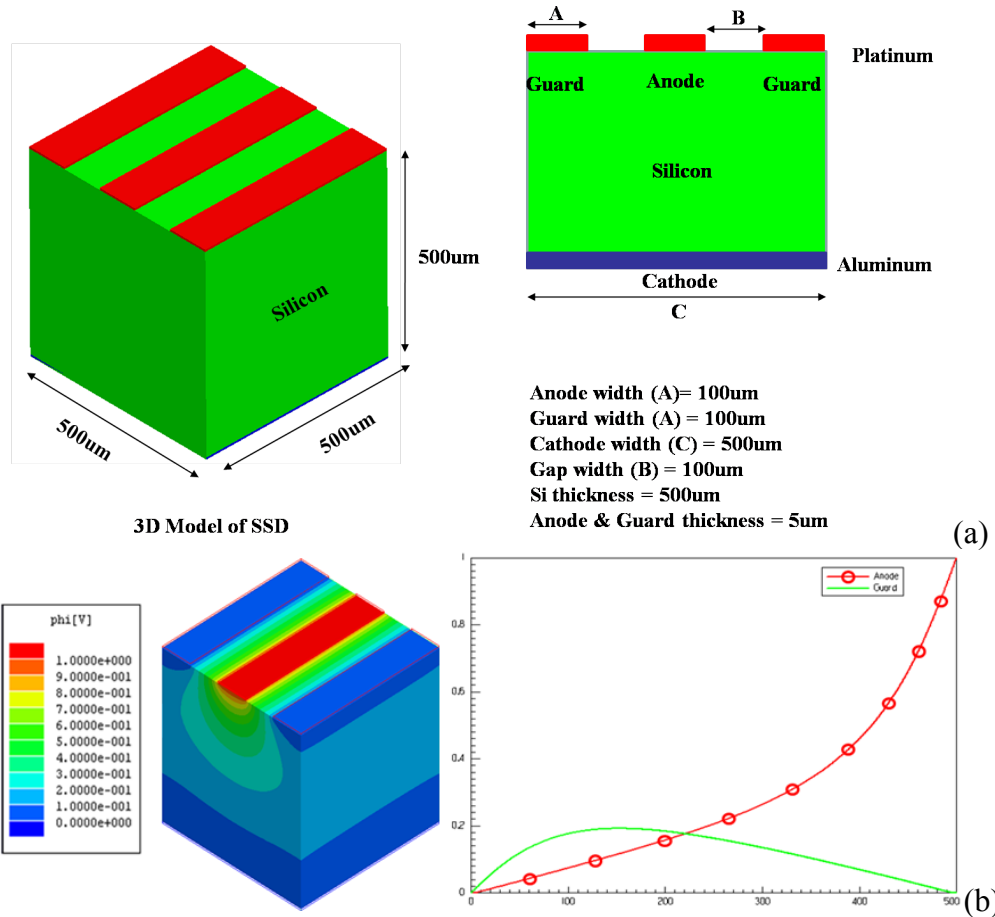 A
B
Platinum
Guard
Anode
Guard
Silicon
500um
Silicon
Aluminum
Cathode
C
500um
500um
Anode width (A)= 100um
Guard width (A) = 100um
Cathode width (C) = 500um
Gap width (B) = 100um
Si thickness = 500um
Anode & Guard thickness = 5um
(a)
3D Model of SSD
phi[V]
1.0000e+000
9.0000e-001
8.0000e-001
7.0000e-001
6.0000e-001
5.0000e-001
4.0000e-001
3.0000e-001
2.0000e-001
1.0000e-001
0.0000e+000
1
0.8
0.6
0.4
0.2
0
Anode
Guard
0
100
200
300
400
500
(b)